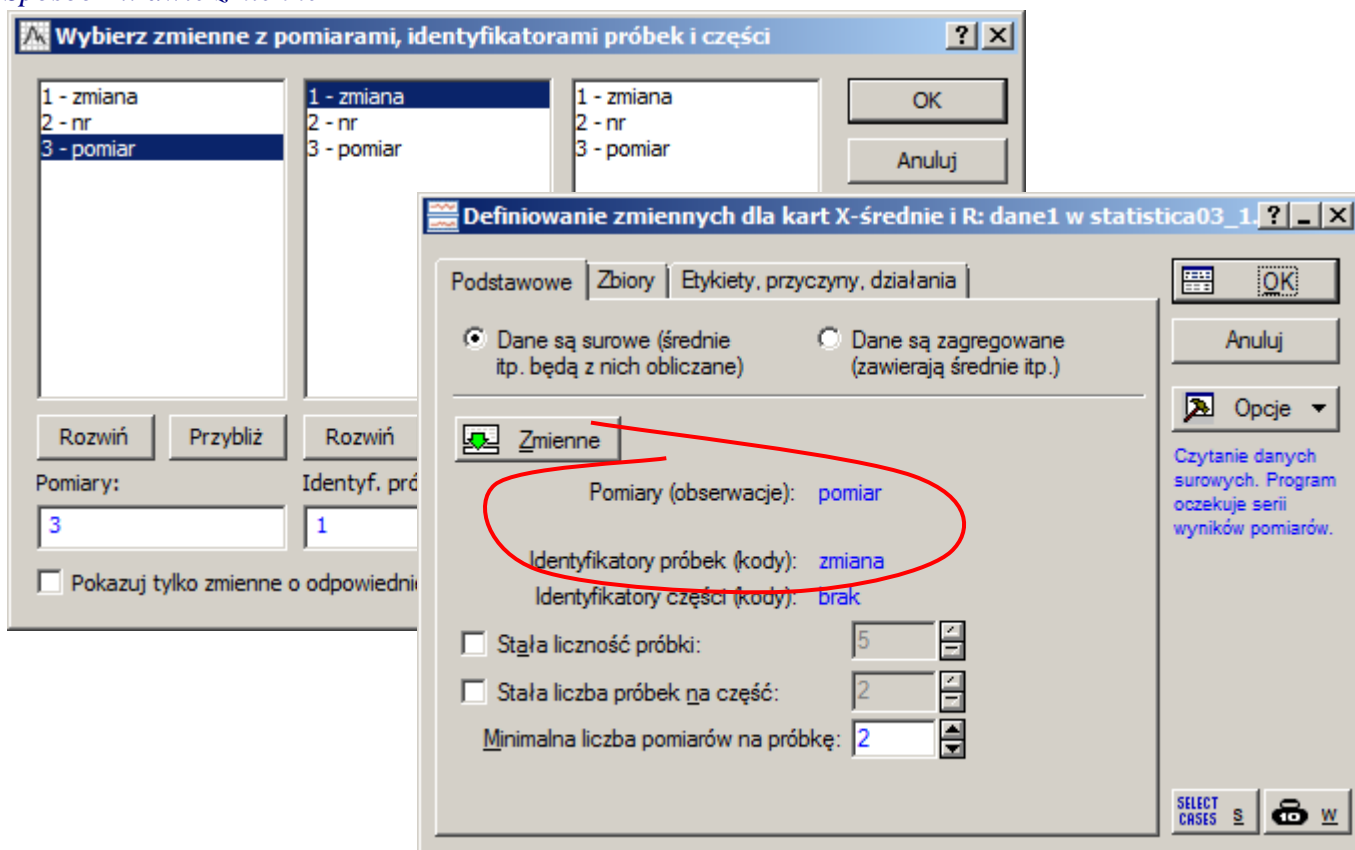 Wybierz zmienne z pomiarami, identyfikatorami próbek i części
1 - zmiana
2 - nr
3 - pomiar
1 - zmiana
2 - nr
3 - pomiar
1 - zmiana
2 - nr
3 - pomiar
OK
Anuluj
Rozwiń
Przybliż
Rozwiń
Pomiary:
3
Identyf. pró
1
Pokazuj tylko zmienne o odpowiedni
Definiowanie zmiennych dla kart X-średnie i R: dane1 w statistica03_1.
Podstawowe
Zbiory
Etykiety, przyczyny, działania
Dane są surowe (średnie
itp. będą z nich obliczane)
Dane są zagregowane
(zawierają średnie itp.)
Zmienne
Pomiary (obserwacje): pomiar
Identyfikatory próbek (kody): zmiana
Identyfikatory części (kody): brak
Stała liczność próbki: 5
Stała liczba próbek na część: 2
Minimalna liczba pomiarów na próbkę: 2
OK
Anuluj
Opcje
Czytanie danych
surowych. Program
oczekuje serii
wyników pomiarów.
SELECT
CASES S
W